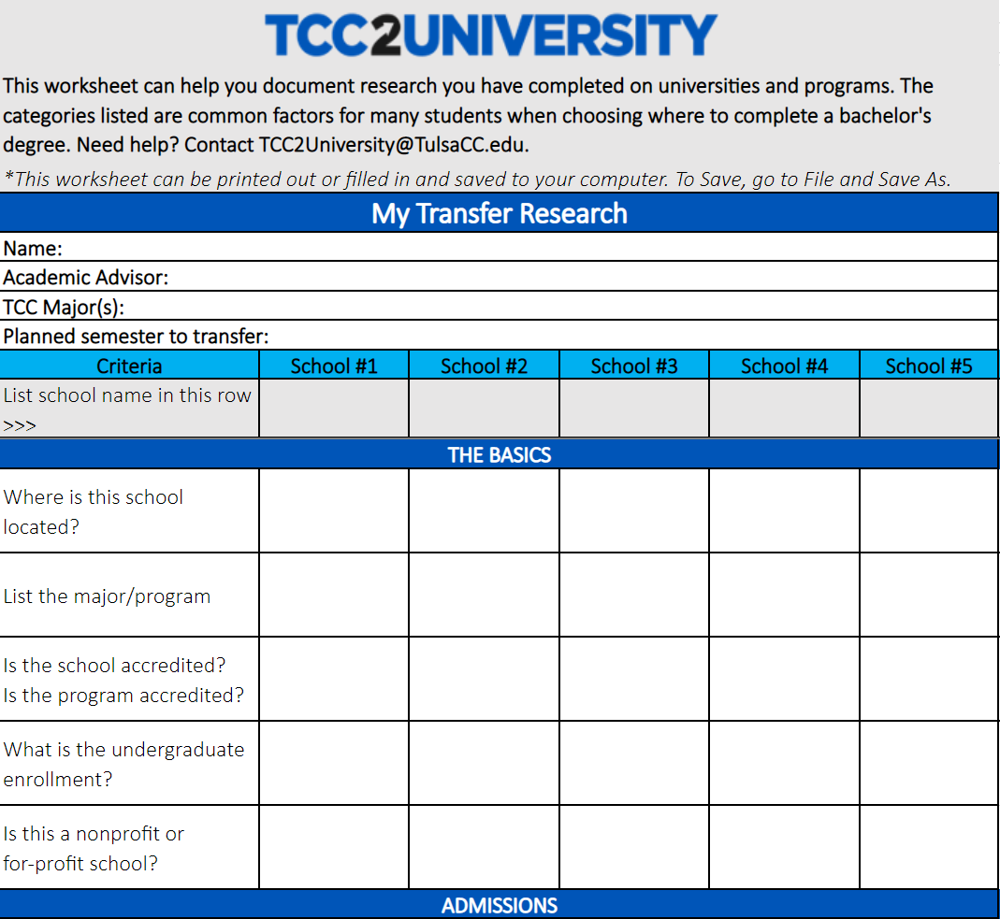 TCC2UNIVERSITY
This worksheet can help you document research you have completed on universities and programs. The
categories listed are common factors for many students when choosing where to complete a bachelor's
degree. Need help? Contact TCC2University@TulsaCC.edu.
*This worksheet can be printed out or filled in and saved to your computer. To Save, go to File and Save As.
My Transfer Research
Name:
Academic Advisor:
TCC Major(s):
Planned semester to transfer:
Criteria School #1 School #2 School #3 School #4 School #5
List school name in this row
>>>
THE BASICS
Where is this school
located?
List the major/program
Is the school accredited?
Is the program accredited?
What is the undergraduate
enrollment?
Is this a nonprofit or
for-profit school?
ADMISSIONS